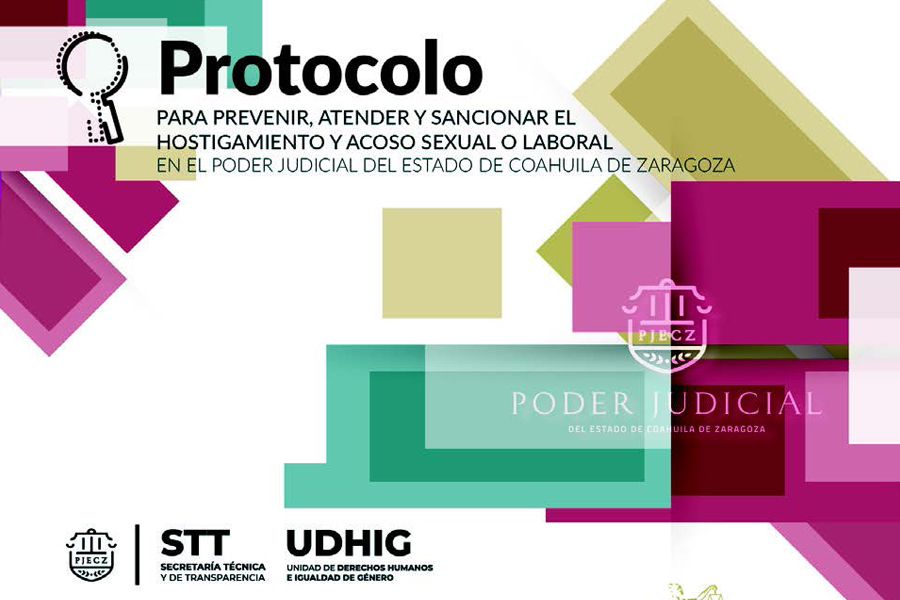 Protocolo
PARA PREVENIR, ATENDER Y SANCIONAR EL
HOSTIGAMIENTO Y ACOSO SEXUAL O LABORAL
EN EL PODER JUDICIAL DEL ESTADO DE COAHUILA DE ZARAGOZA
PJECZ
PODER JUDICIAL
DEL ESTADO DE COAHUILA DE ZARAGOZA
PJECZ
STT
SECRETARÍA TÉCNICA
Y DE TRANSPARENCIA
UDHIG
UNIDAD DE DERECHOS HUMANOS
E IGUALDAD DE GÉNERO